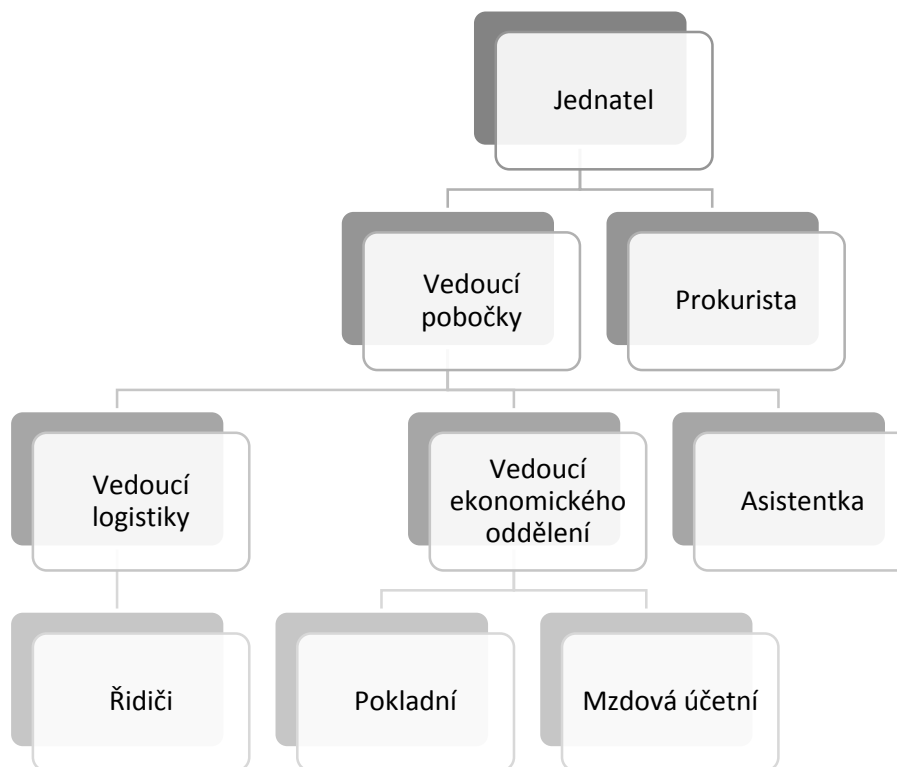 Jednatel
Vedoucí
pobočky
Prokurista
Vedoucí
logistiky
Vedoucí
ekonomického
oddělení
Asistentka
Řidiči
Pokladní
Mzdová účetní